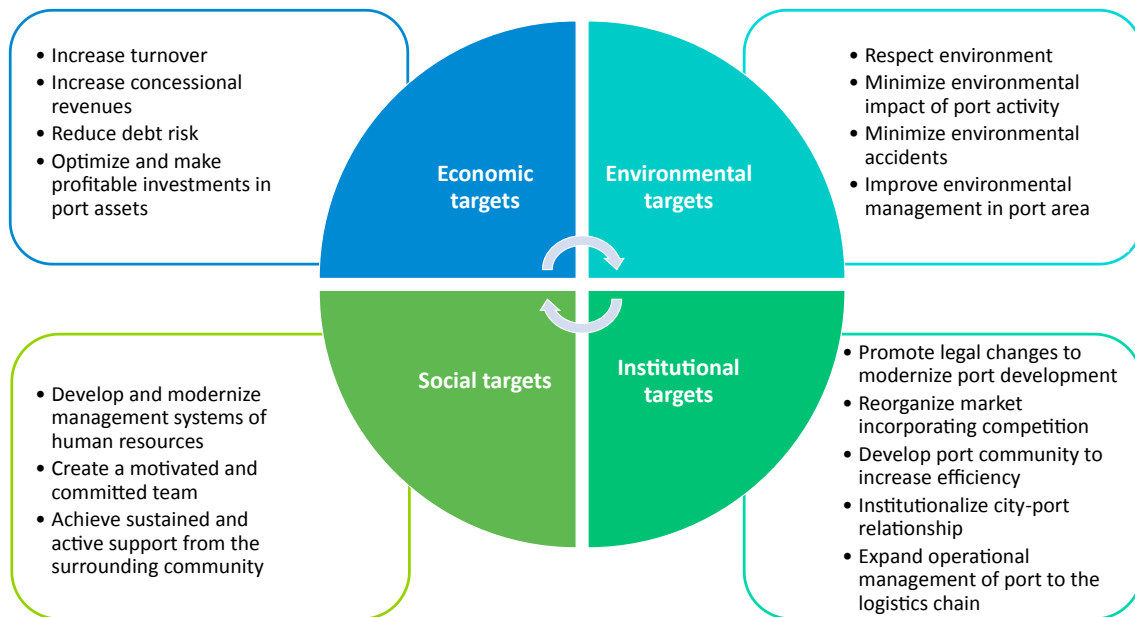 • Increase turnover
• Increase concessional
revenues
• Reduce debt risk
• Optimize and make
profitable investments in
port assets
Economic
targets
Environmental
targets
• Respect environment
• Minimize environmental
impact of port activity
• Minimize environmental
accidents
• Improve environmental
management in port area
• Develop and modernize
management systems of
human resources
• Create a motivated and
committed team
• Achieve sustained and
active support from the
surrounding community
Social targets
Institutional
targets
• Promote legal changes to
modernize port development
• Reorganize market
incorporating competition
• Develop port community to
increase efficiency
• Institutionalize city-port
relationship
• Expand operational
management of port to the
logistics chain